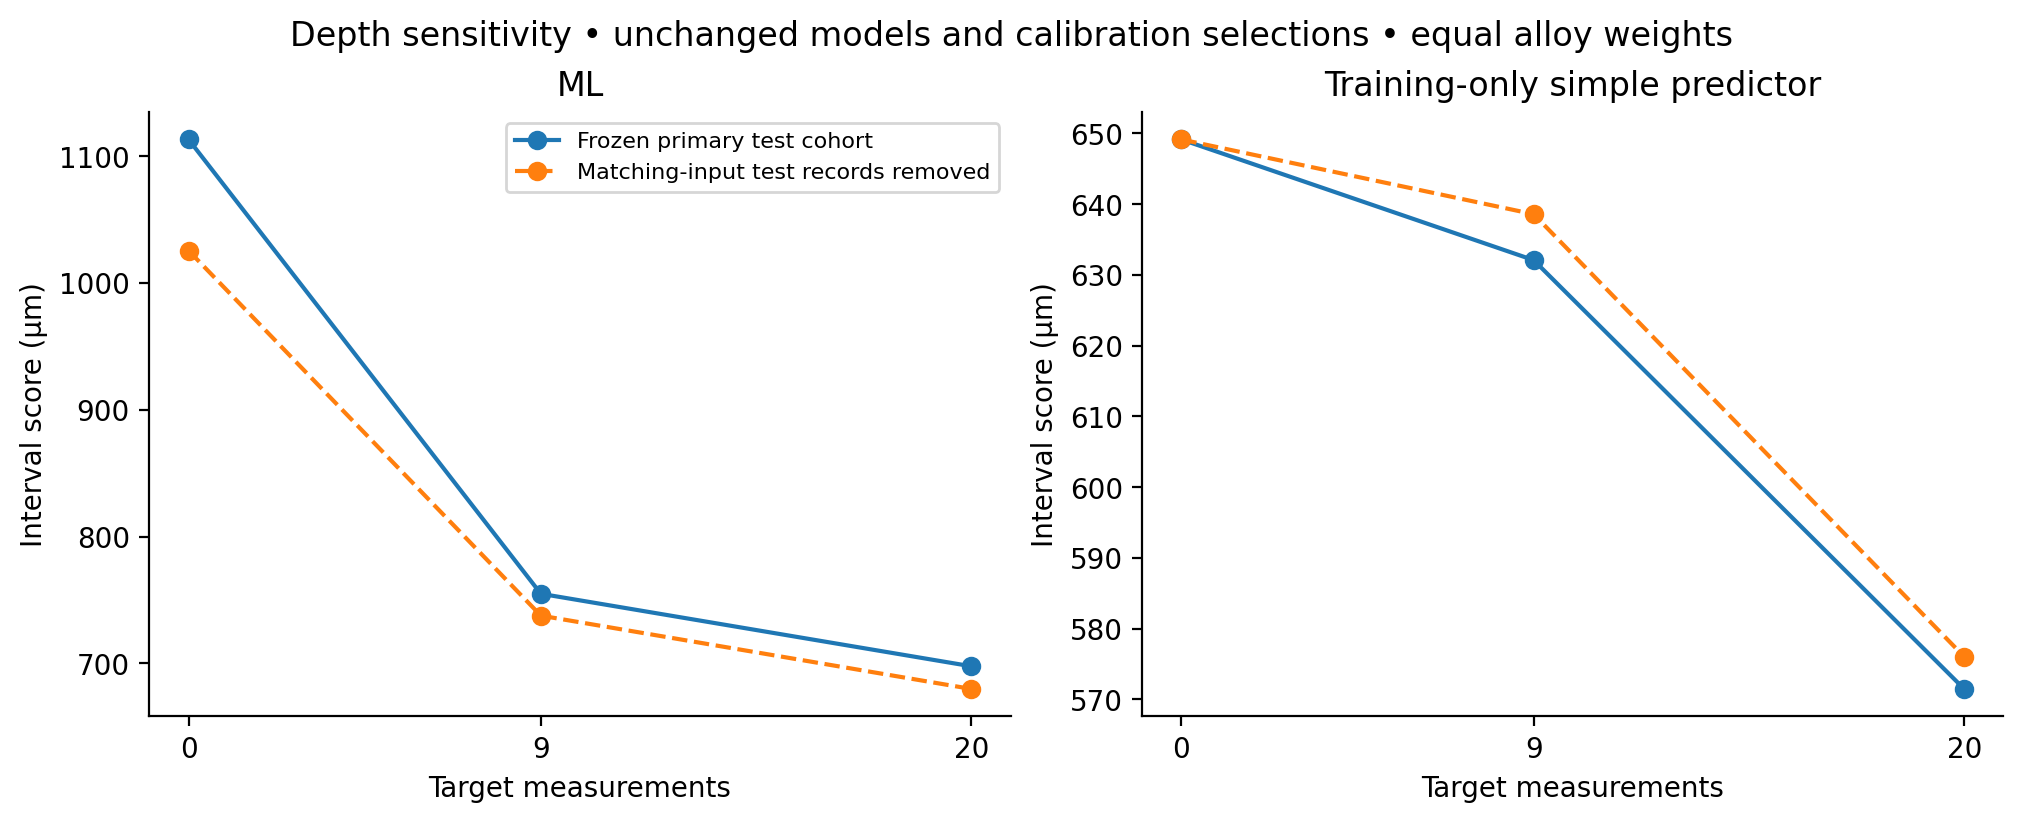 Depth sensitivity • unchanged models and calibration selections • equal alloy weights
ML
Interval score (µm)
1100
1000
900
800
700
0
9
20
Target measurements
Frozen primary test cohort
Matching-input test records removed
Training-only simple predictor
Interval score (µm)
650
640
630
620
610
600
590
580
570
0
9
20
Target measurements